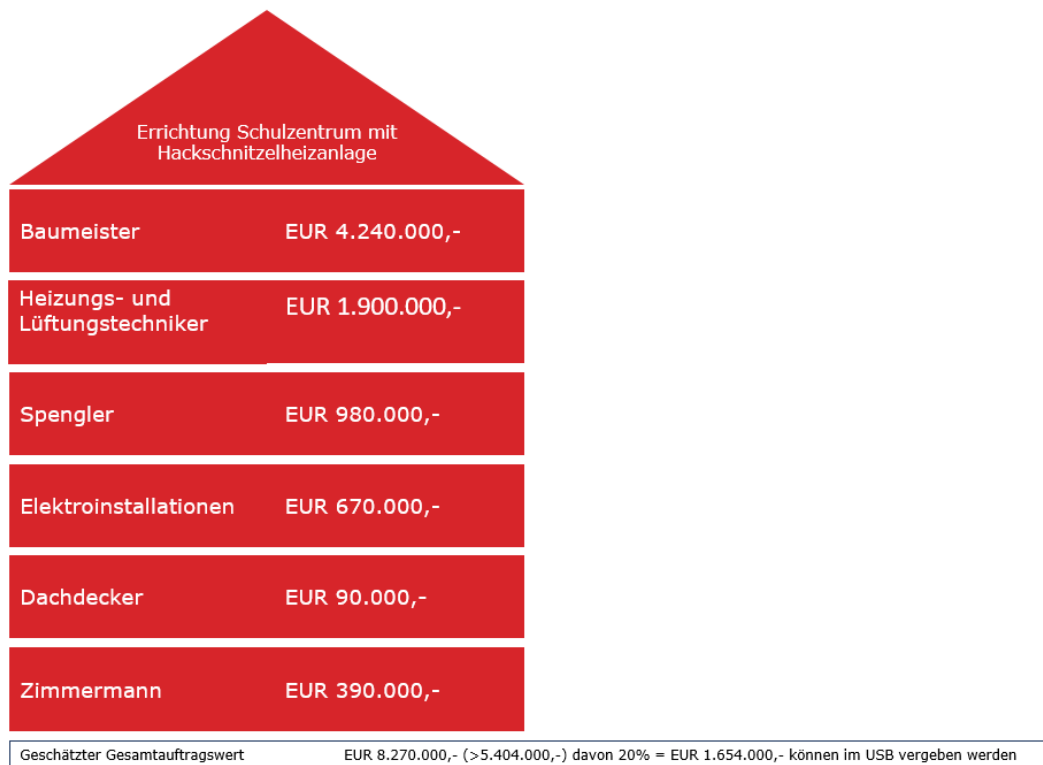 Errichtung Schulzentrum mit
Hackschnitzelheizanlage
Baumeister EUR 4.240.000,-
Heizungs- und
Lüftungstechniker EUR 1.900.000,-
Spengler EUR 980.000,-
Elektroinstallationen EUR 670.000,-
Dachdecker EUR 90.000,-
Zimmermann EUR 390.000,-
Geschätzter Gesamtauftragswert EUR 8.270.000,- (>5.404.000,-) davon 20% = EUR 1.654.000,- können im USB vergeben werden